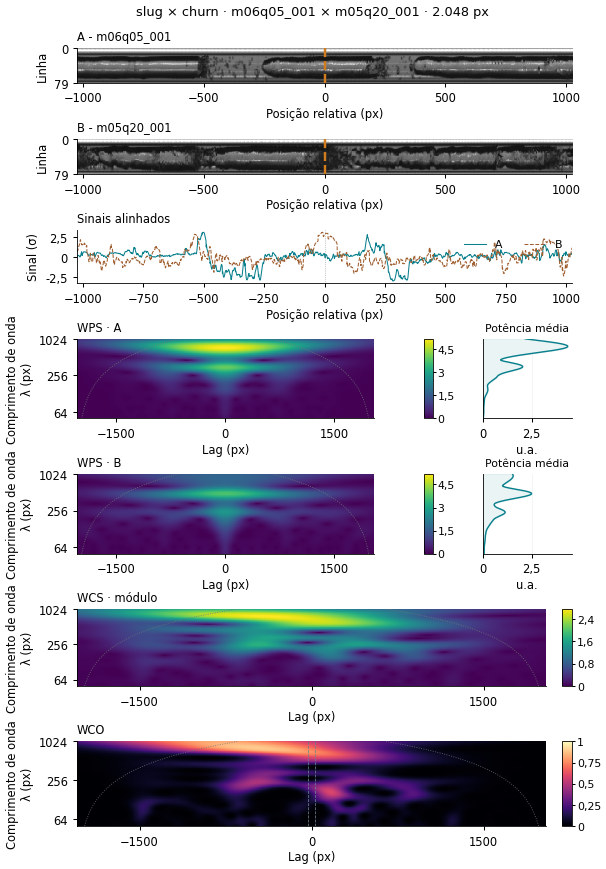 slug × churn · m06q05_001 × m05q20_001 · 2.048 px
A - m06q05_001
0
79
Linha
−1000 −500 0 500 1000
Posição relativa (px)
B - m05q20_001
0
79
Linha
−1000 −500 0 500 1000
Posição relativa (px)
Sinais alinhados
2,5
0
−2,5
Sinal (σ)
A B
−1000 −750 −500 −250 0 250 500 750 1000
Posição relativa (px)
WPS · A
1024
256
64
Comprimento de onda
λ (px)
−1500 0 1500
Lag (px)
4,5
3
1,5
0
Potência média
0 2,5
u.a.
WPS · B
1024
256
64
Comprimento de onda
λ (px)
−1500 0 1500
Lag (px)
4,5
3
1,5
0
Potência média
0 2,5
u.a.
WCS · módulo
1024
256
64
Comprimento de onda
λ (px)
−1500 0 1500
Lag (px)
2,4
1,6
0,8
0
WCO
1024
256
64
Comprimento de onda
λ (px)
−1500 0 1500
Lag (px)
1
0,75
0,5
0,25
0